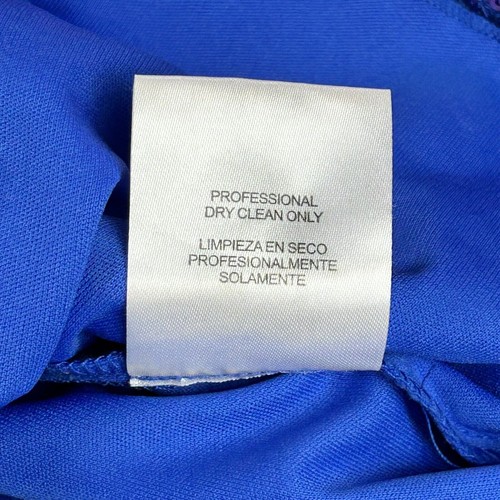 PROFESSIONAL
DRY CLEAN ONLY
LIMPIEZA EN SECO
PROFESIONALMENTE
SOLAMENTE